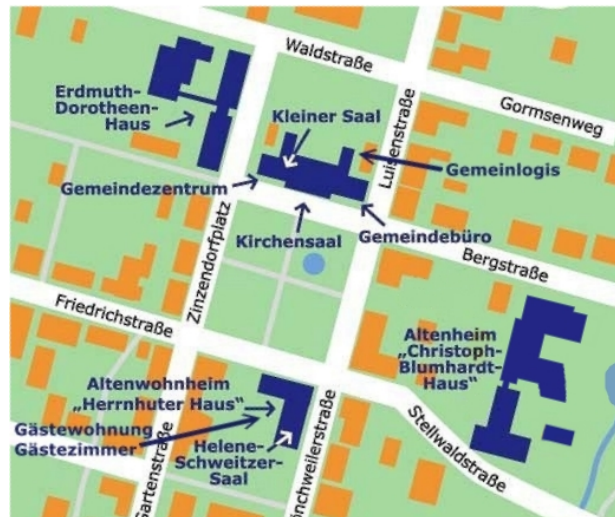 Waldstraße
Gormsenweg
Erdmuth-
Dorotheen-
Haus
Kleiner Saal
Luisenstraße
Gemeinlogis
Gemeindezentrum
Kirchensaal
Gemeindebüro
Zinzendorfplatz
Bergstraße
Friedrichstraße
Altenheim
„Christoph-
Blumhardt-
Haus“
Altenwohnheim
„Herrnhuter Haus“
Gästewohnung
Gästezimmer
Helene-
Schweitzer-
Saal
Stellwaldstraße
Gartenstraße